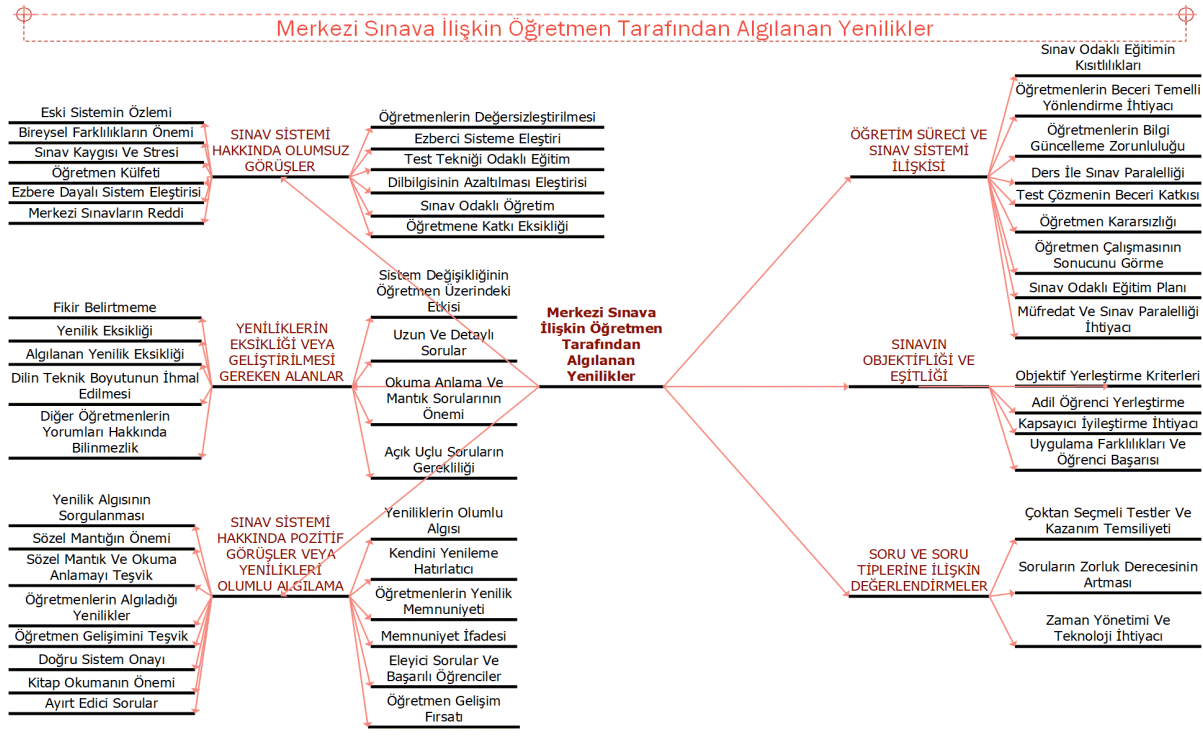 Merkezi Sınava İlişkin Öğretmen Tarafından Algılanan Yenilikler
SINAV SİSTEMİ
HAKKINDA OLUMSUZ
GÖRÜŞLER
Eski Sistemin Özlemi
Bireysel Farklılıkların Önemi
Sınav Kaygısı Ve Stresi
Öğretmen Külfeti
Ezbere Dayalı Sistem Eleştirisi
Merkezi Sınavların Reddi
Öğretmenlerin Değersizleştirilmesi
Ezberci Sisteme Eleştiri
Test Tekniği Odaklı Eğitim
Dilbilgisinin Azaltılması Eleştirisi
Sınav Odaklı Öğretim
Öğretmene Katkı Eksikliği
YENİLİKLERİN
EKSİKLİĞİ VEYA
GELİŞTİRİLMESİ
GEREKEN ALANLAR
Fikir Belirtmeme
Yenilik Eksikliği
Algılanan Yenilik Eksikliği
Dilin Teknik Boyutunun İhmal
Edilmesi
Diğer Öğretmenlerin
Yorumları Hakkında
Bilinmezlik
Sistem Değişikliğinin
Öğretmen Üzerindeki
Etkisi
Uzun Ve Detaylı
Sorular
Okuma Anlama Ve
Mantık Sorularının
Önemi
Açık Uçlu Soruların
Gerekliliği
SINAV SİSTEMİ
HAKKINDA POZİTİF
GÖRÜŞLER VEYA
YENİLİKLERİ
OLUMLU ALGILAMA
Yenilik Algısının
Sorgulanması
Sözel Mantığın Önemi
Sözel Mantık Ve Okuma
Anlamayı Teşvik
Öğretmenlerin Algıladığı
Yenilikler
Öğretmen Gelişimini Teşvik
Doğru Sistem Onayı
Kitap Okumanın Önemi
Ayırt Edici Sorular
Yeniliklerin Olumlu
Algısı
Kendini Yenileme
Hatırlatıcı
Öğretmenlerin Yenilik
Memnuniyeti
Memnuniyet İfadesi
Eleyici Sorular Ve
Başarılı Öğrenciler
Öğretmen Gelişim
Fırsatı
Merkezi Sınava
İlişkin Öğretmen
Tarafından
Algılanan
Yenilikler
ÖĞRETİM SÜRECİ VE
SINAV SİSTEMİ
İLİŞKİSİ
Sınav Odaklı Eğitimin
Kısıtlılıkları
Öğretmenlerin Beceri Temelli
Yönlendirme İhtiyacı
Öğretmenlerin Bilgi
Güncelleme Zorunluluğu
Ders İle Sınav Paralelliği
Test Çözmenin Beceri Katkısı
Öğretmen Kararsızlığı
Öğretmen Çalışmasının
Sonucunu Görme
Sınav Odaklı Eğitim Planı
Müfredat Ve Sınav Paralelliği
İhtiyacı
SINAVIN
OBJEKTİFLİĞİ VE
EŞİTLİĞİ
Objektif Yerleştirme Kriterleri
Adil Öğrenci Yerleştirme
Kapsayıcı İyileştirme İhtiyacı
Uygulama Farklılıkları Ve
Öğrenci Başarısı
SORU VE SORU
TİPLERİNE İLİŞKİN
DEĞERLENDİRMELER
Çoktan Seçmeli Testler Ve
Kazanım Temsiliyeti
Soruların Zorluk Derecesinin
Artması
Zaman Yönetimi Ve
Teknoloji İhtiyacı